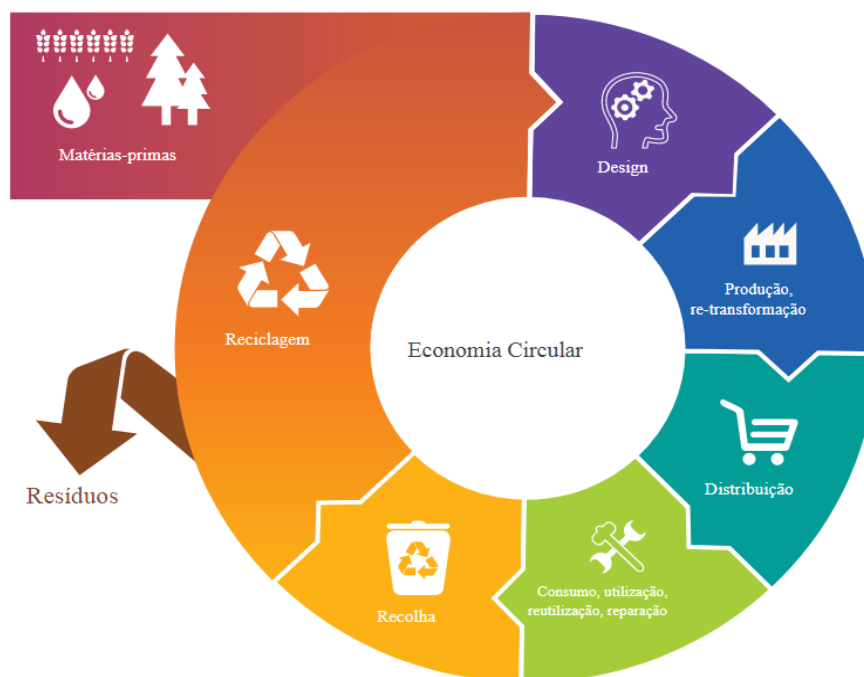 Matérias-primas
Design
Produção,
re-transformação
Reciclagem
Economia Circular
Distribuição
Resíduos
Consumo, utilização,
reutilização, reparação
Recolha